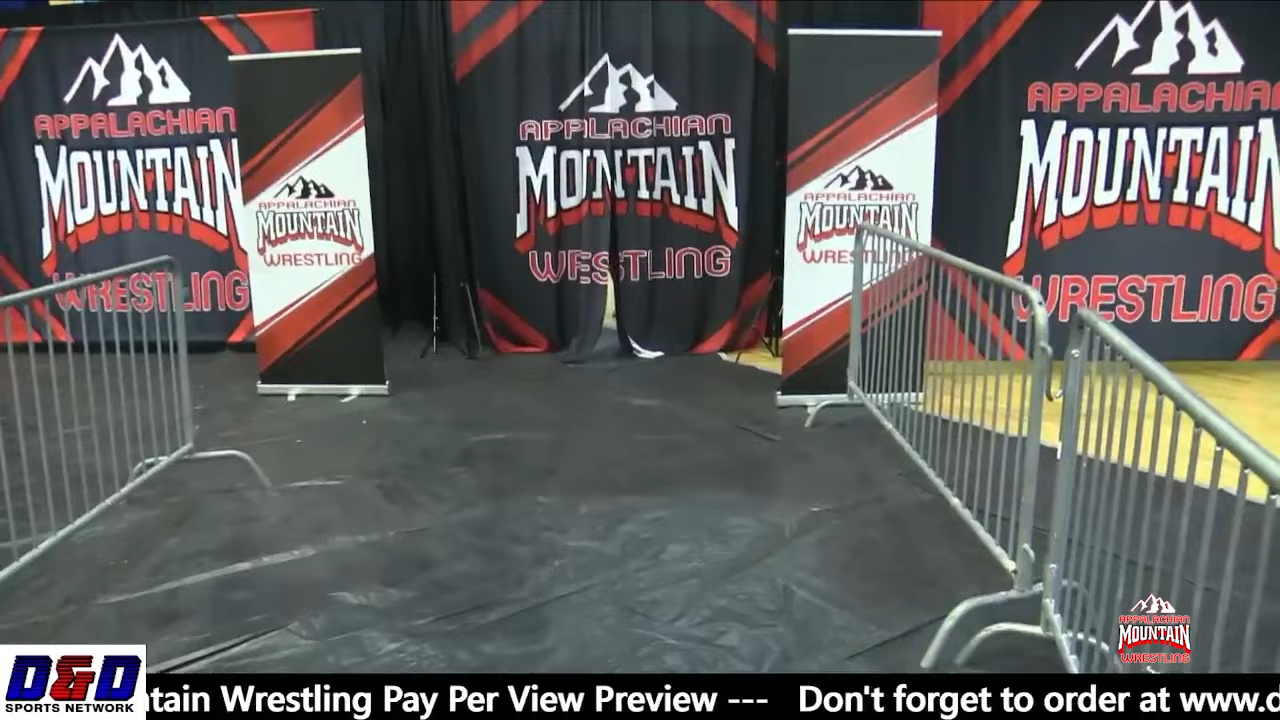 APPALACHIAN
MOUNTAIN
WRESTLING
APPALACHIAN
MOUNTAIN
WRESTLING
APPALACHIAN
MOUNTAIN
WRESTLING
APPALACHIAN
MOUNTAIN
WRESTLING
APPALACHIAN
MOUNTAIN
WRESTLING
APPALACHIAN
MOUNTAIN
WRESTLING
D&D
SPORTS NETWORK
ntain Wrestling Pay Per View Preview --- Don't forget to order at www.d